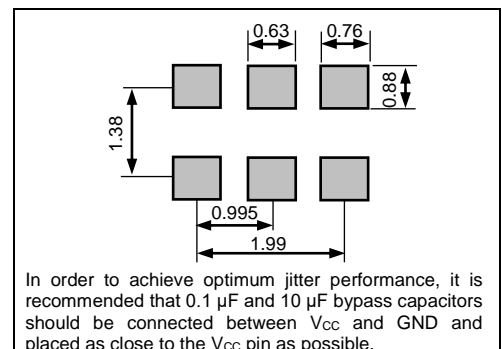 0.63
0.76
0.88
1.38
0.995
1.99
In order to achieve optimum jitter performance, it is
recommended that 0.1 µF and 10 µF bypass capacitors
should be connected between VCC and GND and
placed as close to the VCC pin as possible.